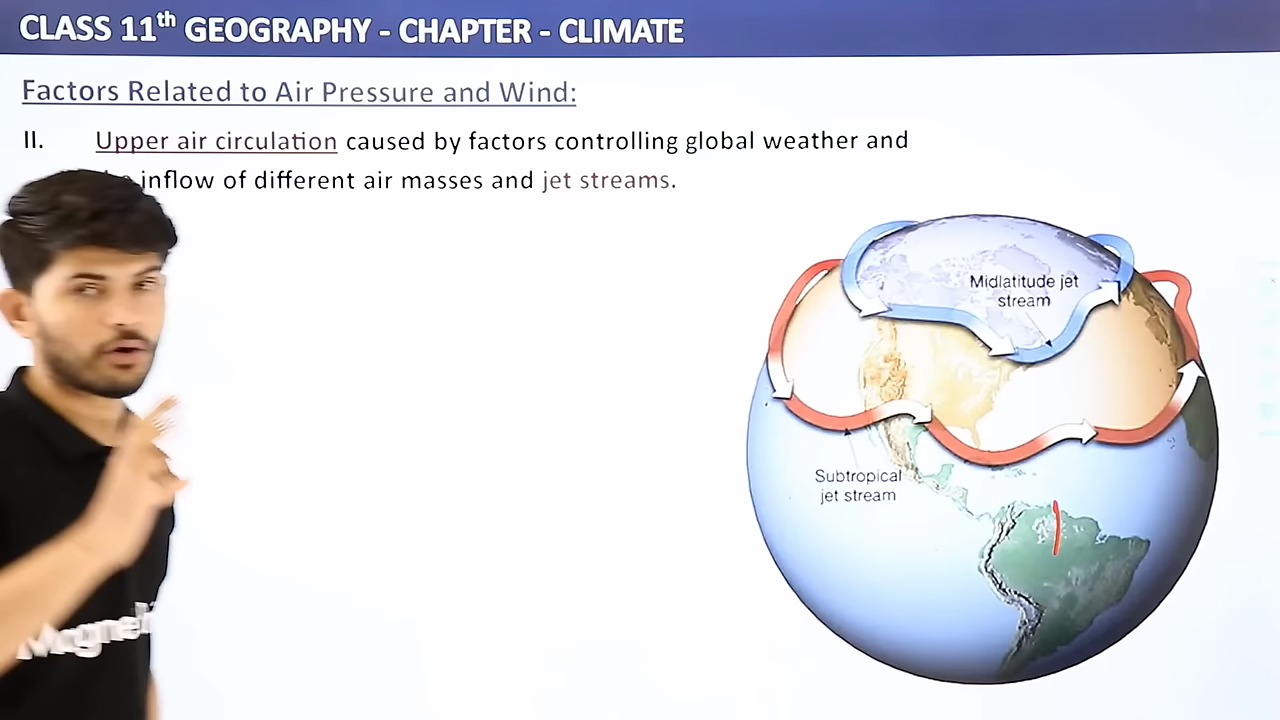 CLASS 11th GEOGRAPHY - CHAPTER - CLIMATE
Factors Related to Air Pressure and Wind:
II. Upper air circulation caused by factors controlling global weather and
inflow of different air masses and jet streams.
Midlatitude jet
stream
Subtropical
jet stream